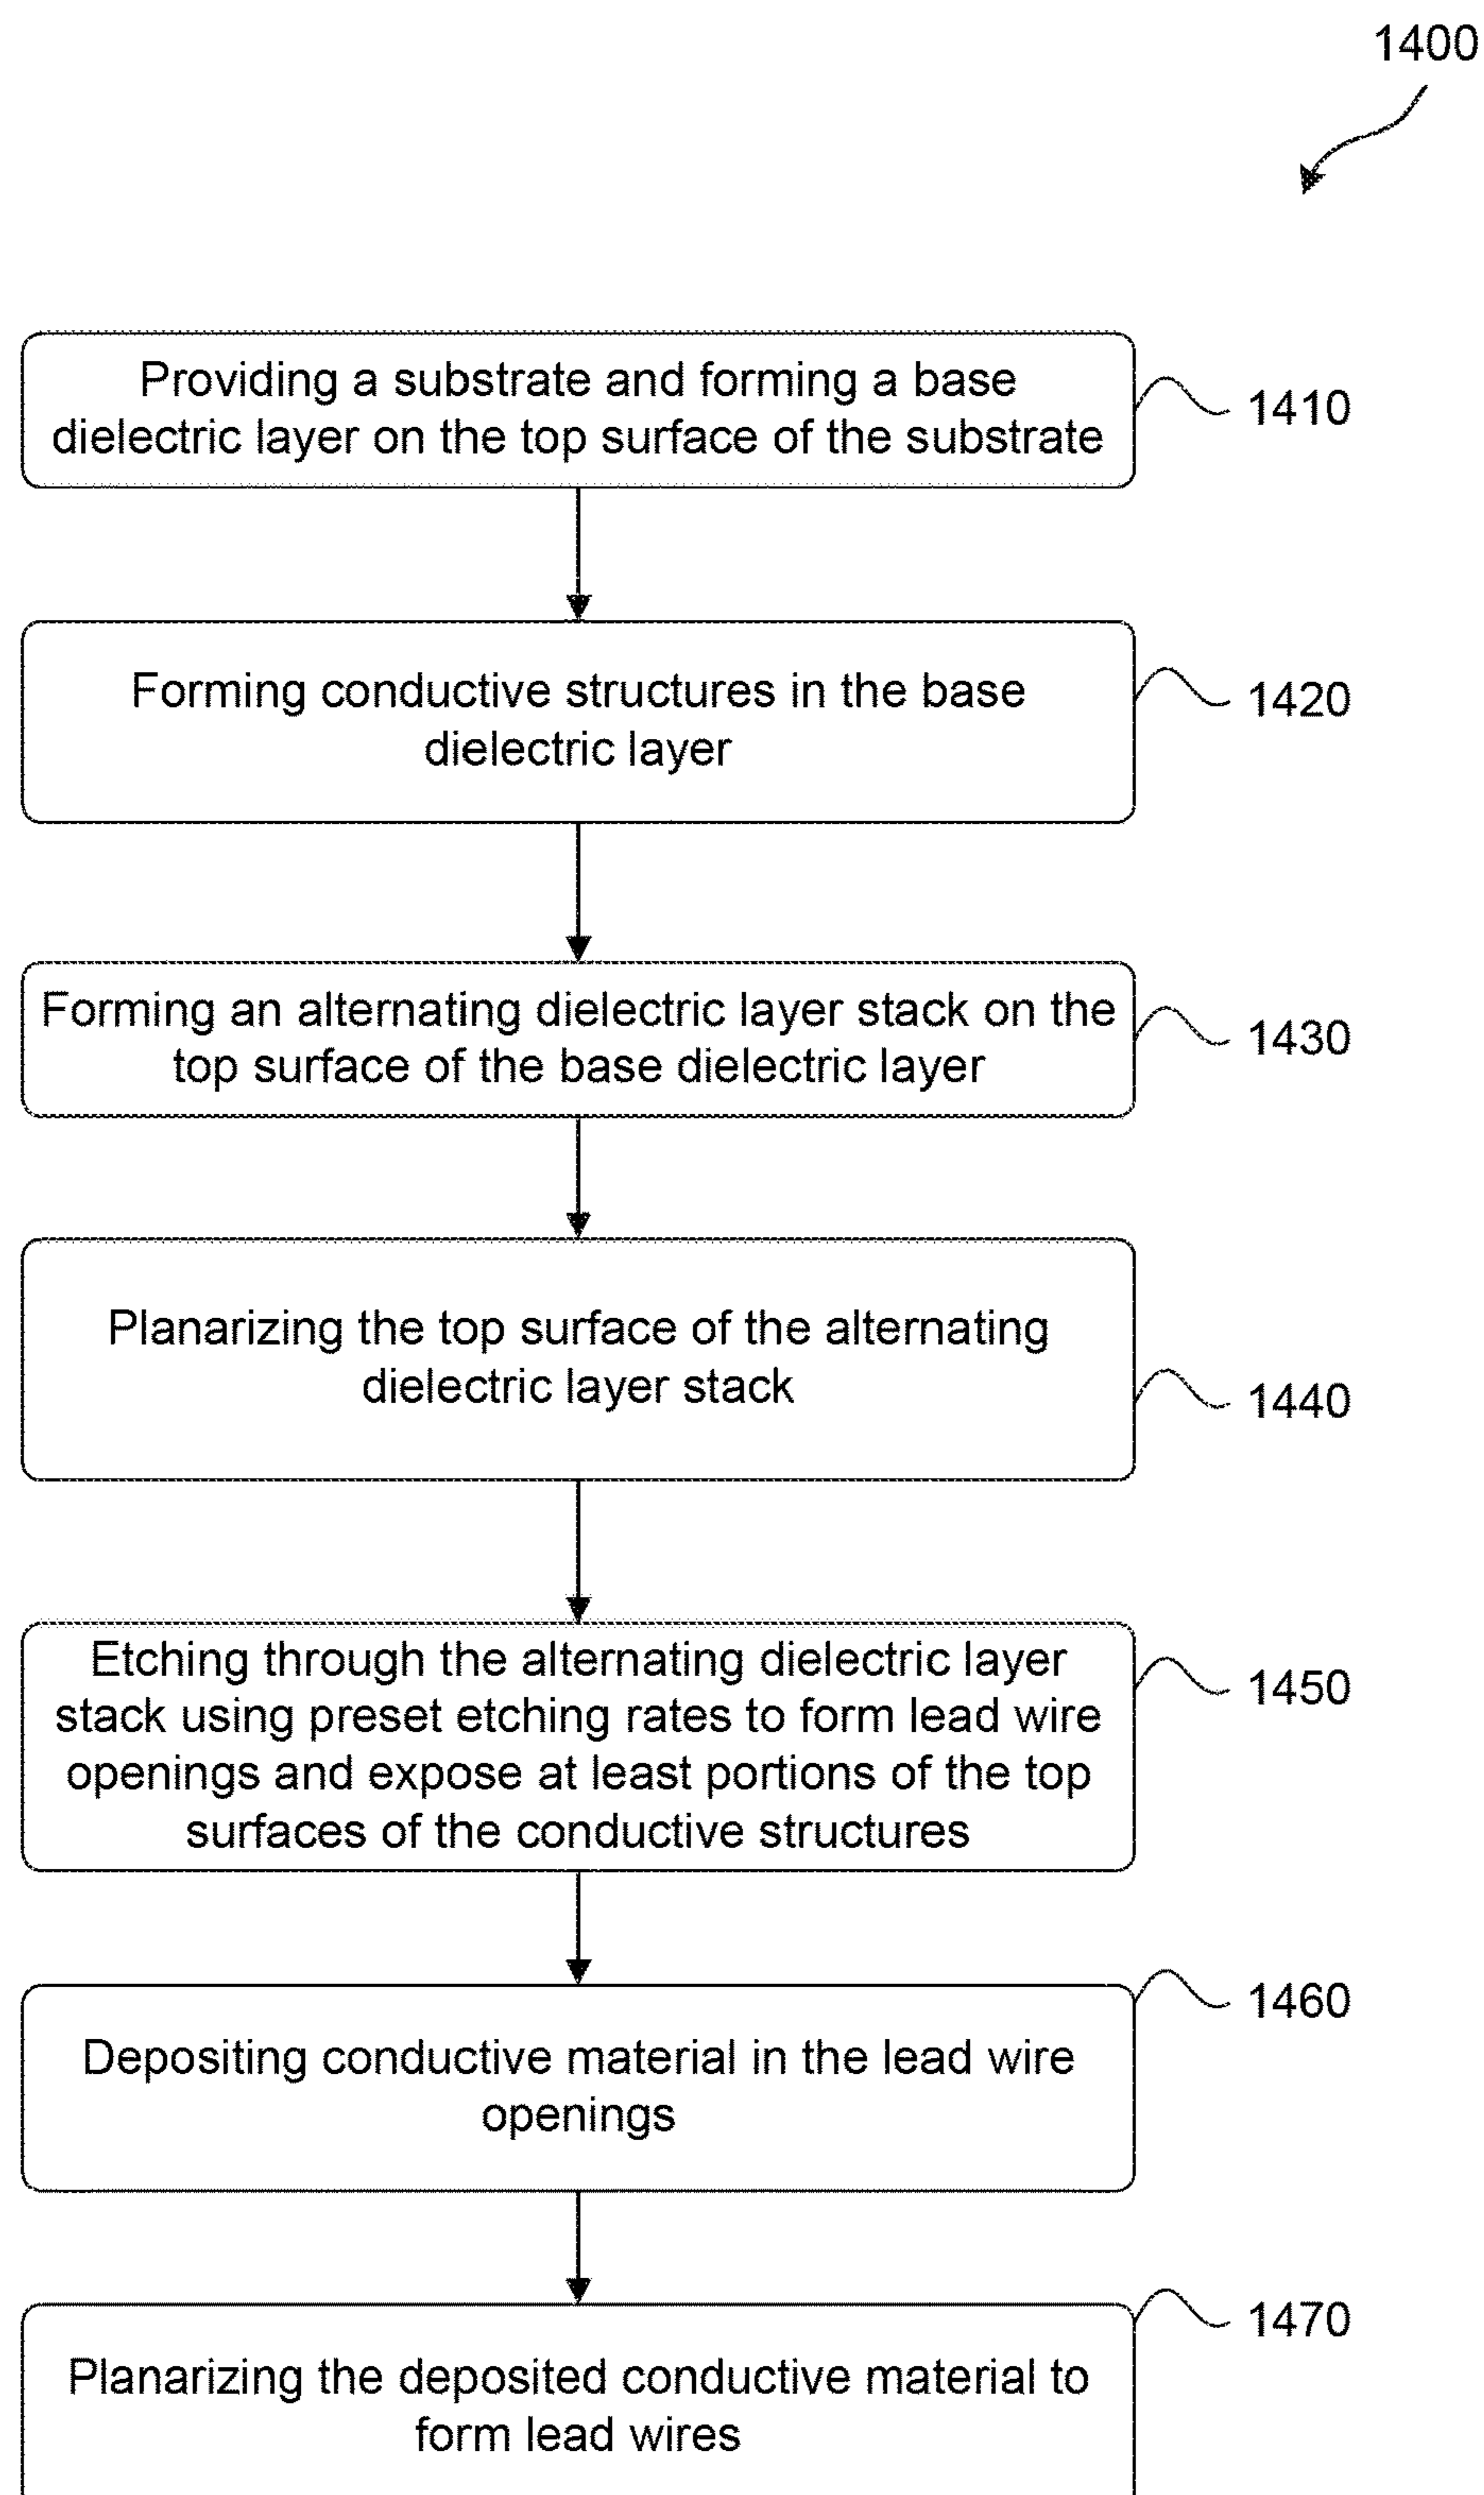 1400
Providing a substrate and forming a base
dielectric layer on the top surface of the substrate
1410
Forming conductive structures in the base
dielectric layer
1420
Forming an alternating dielectric layer stack on the
top surface of the base dielectric layer
1430
Planarizing the top surface of the alternating
dielectric layer stack
1440
Etching through the alternating dielectric layer
stack using preset etching rates to form lead wire
openings and expose at least portions of the top
surfaces of the conductive structures
1450
Depositing conductive material in the lead wire
openings
1460
Planarizing the deposited conductive material to
form lead wires
1470